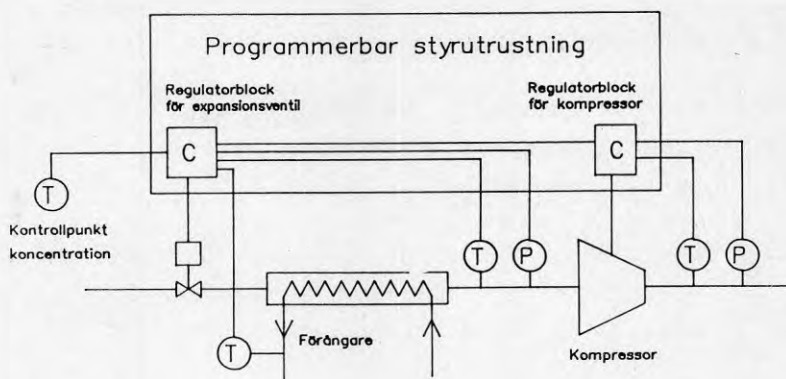 Programmerbar styrutrustning
Regulatorblock
för expansionsventil
Regulatorblock
för kompressor
C
C
T
Kontrollpunkt
koncentration
T
P
T
P
T
Förångare
Kompressor